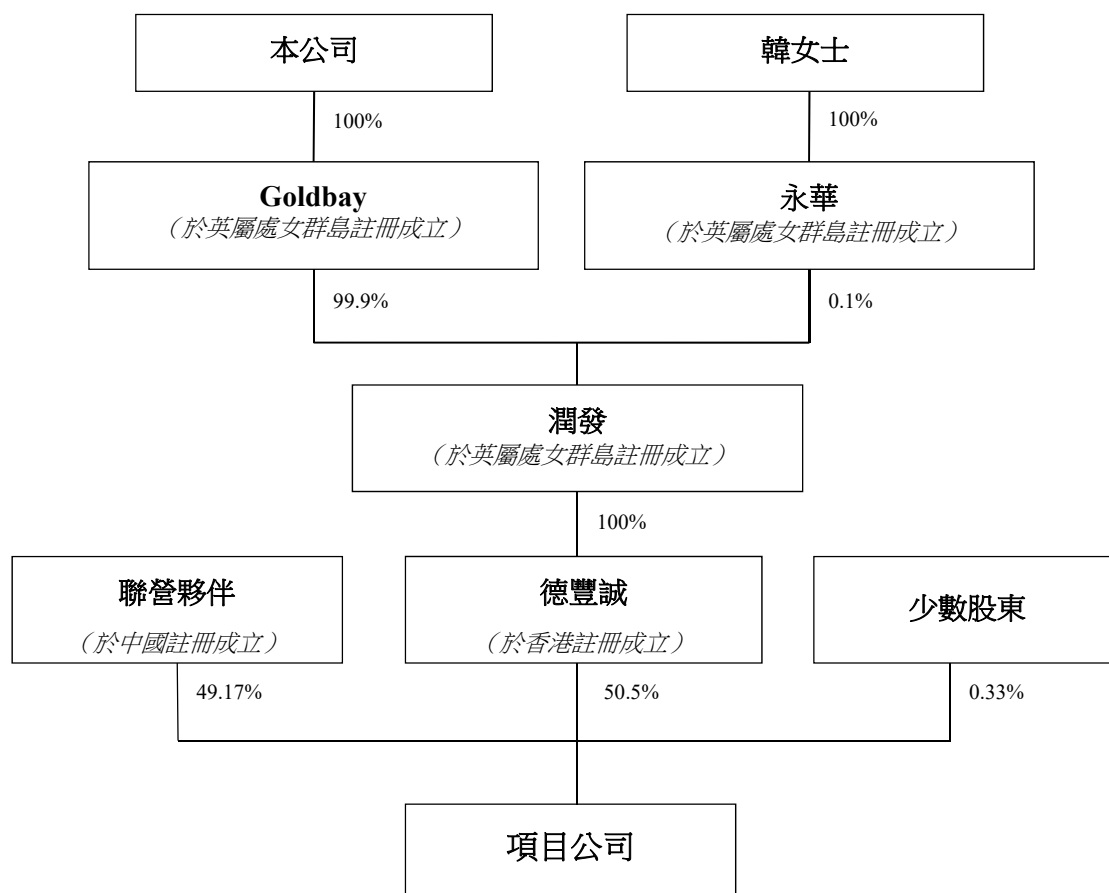 本公司
韓女士
100%
100%
Goldbay
（於英屬處女群島註冊成立）
永華
（於英屬處女群島註冊成立）
99.9%
0.1%
潤發
（於英屬處女群島註冊成立）
100%
聯營夥伴
（於中國註冊成立）
德豐誠
（於香港註冊成立）
少數股東
49.17%
50.5%
0.33%
項目公司